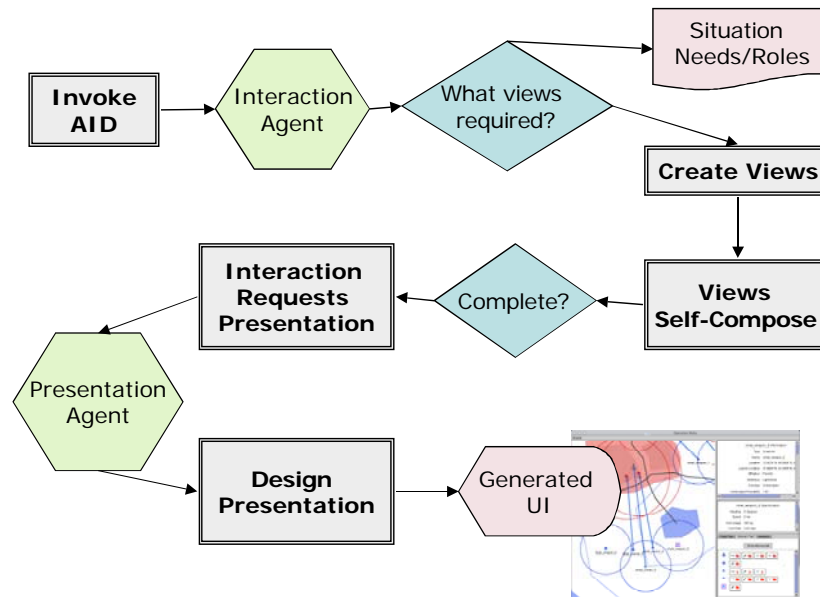 Situation
Needs/Roles
Invoke
AID
Interaction
Agent
What views
required?
Create Views
Views
Self-Compose
Complete?
Interaction
Requests
Presentation
Presentation
Agent
Design
Presentation
Generated
UI